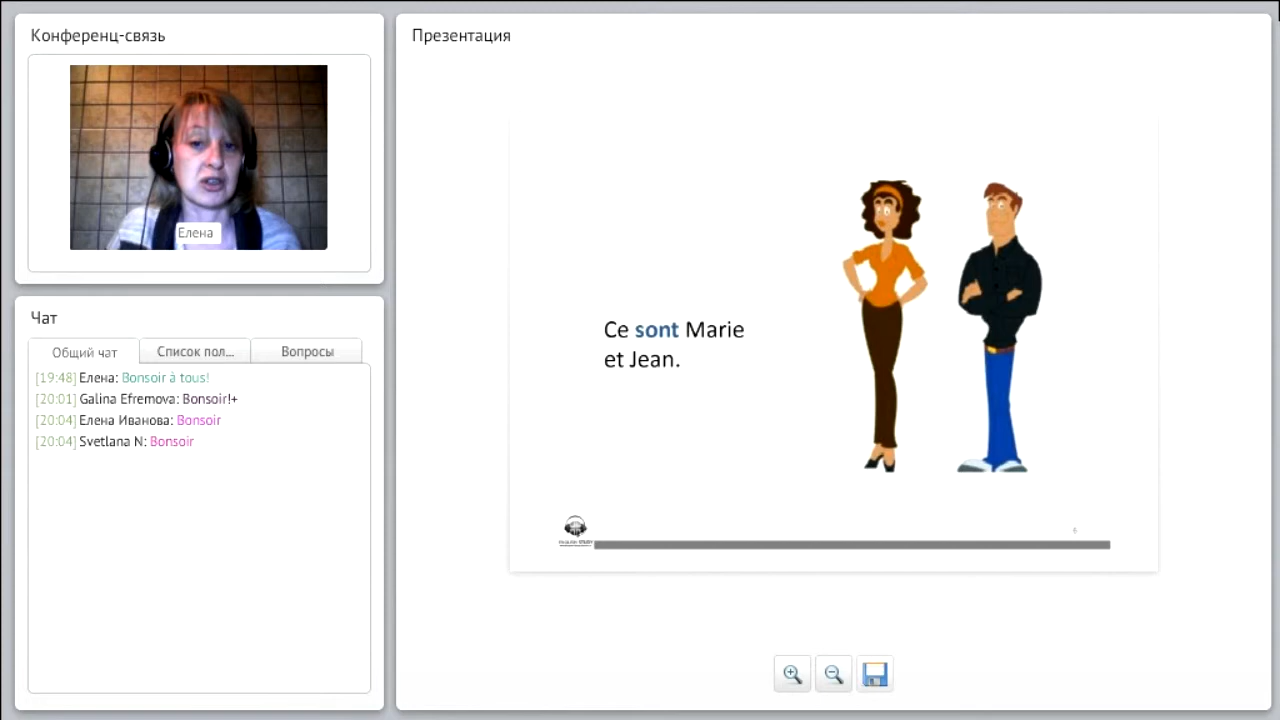 Конференц-связь
Елена
Чат
Общий чат
Список пол...
Вопросы
[19:48] Елена: Bonsoir à tous!
[20:01] Galina Efremova: Bonsoir!+
[20:04] Елена Иванова: Bonsoir
[20:04] Svetlana N: Bonsoir
Презентация
Ce sont Marie
et Jean.